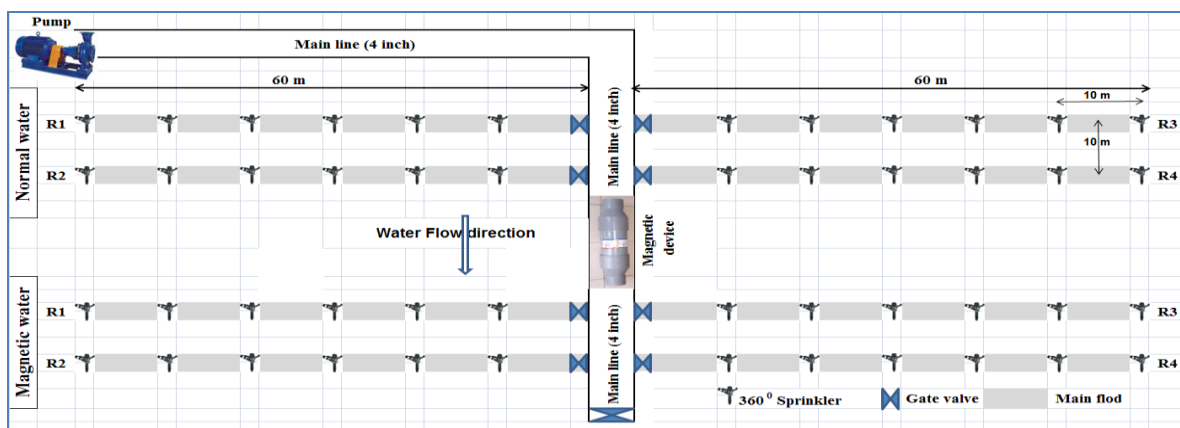 Pump
Main line (4 inch)
60 m
60 m
10 m
10 m
Normal water
R1
R2
Main line (4 inch)
R3
R4
Water Flow direction
Magnetic
device
Magnetic water
R1
R2
Main line (4 inch)
R3
R4
360⁰ Sprinkler
Gate valve
Main flod